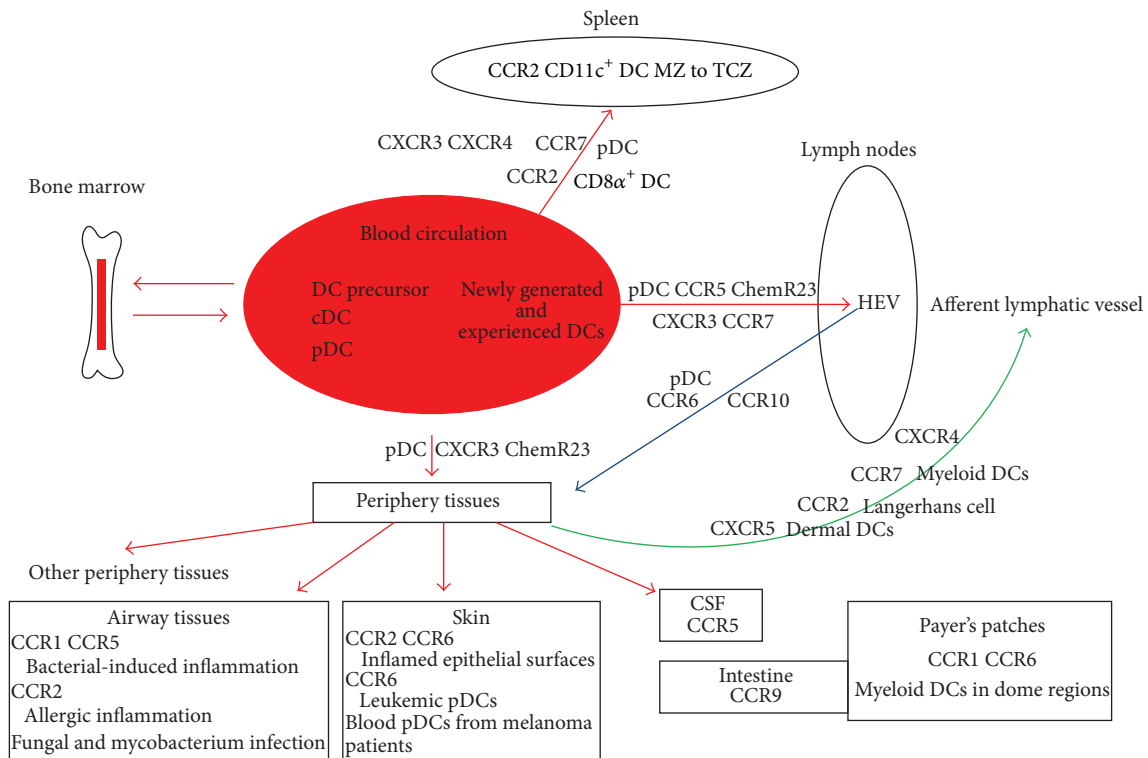 Spleen
CCR2 CD11c⁺ DC MZ to TCZ
CXCR3 CXCR4
CCR7
pDC
CCR2
CD8α⁺ DC
Lymph nodes
Bone marrow
Blood circulation
DC precursor
cDC
pDC
Newly generated
and
experienced DCs
pDC CCR5 ChemR23
CXCR3 CCR7
HEV
Afferent lymphatic vessel
pDC
CCR6
CCR10
pDC
CXCR3 ChemR23
Periphery tissues
CXCR4
CCR7
Myeloid DCs
CCR2
Langerhans cell
CXCR5
Dermal DCs
Other periphery tissues
Airway tissues
CCR1 CCR5
Bacterial-induced inflammation
CCR2
Allergic inflammation
Fungal and mycobacterium infection
Skin
CCR2 CCR6
Inflamed epithelial surfaces
CCR6
Leukemic pDCs
Blood pDCs from melanoma
patients
CSF
CCR5
Intestine
CCR9
Payer's patches
CCR1 CCR6
Myeloid DCs in dome regions